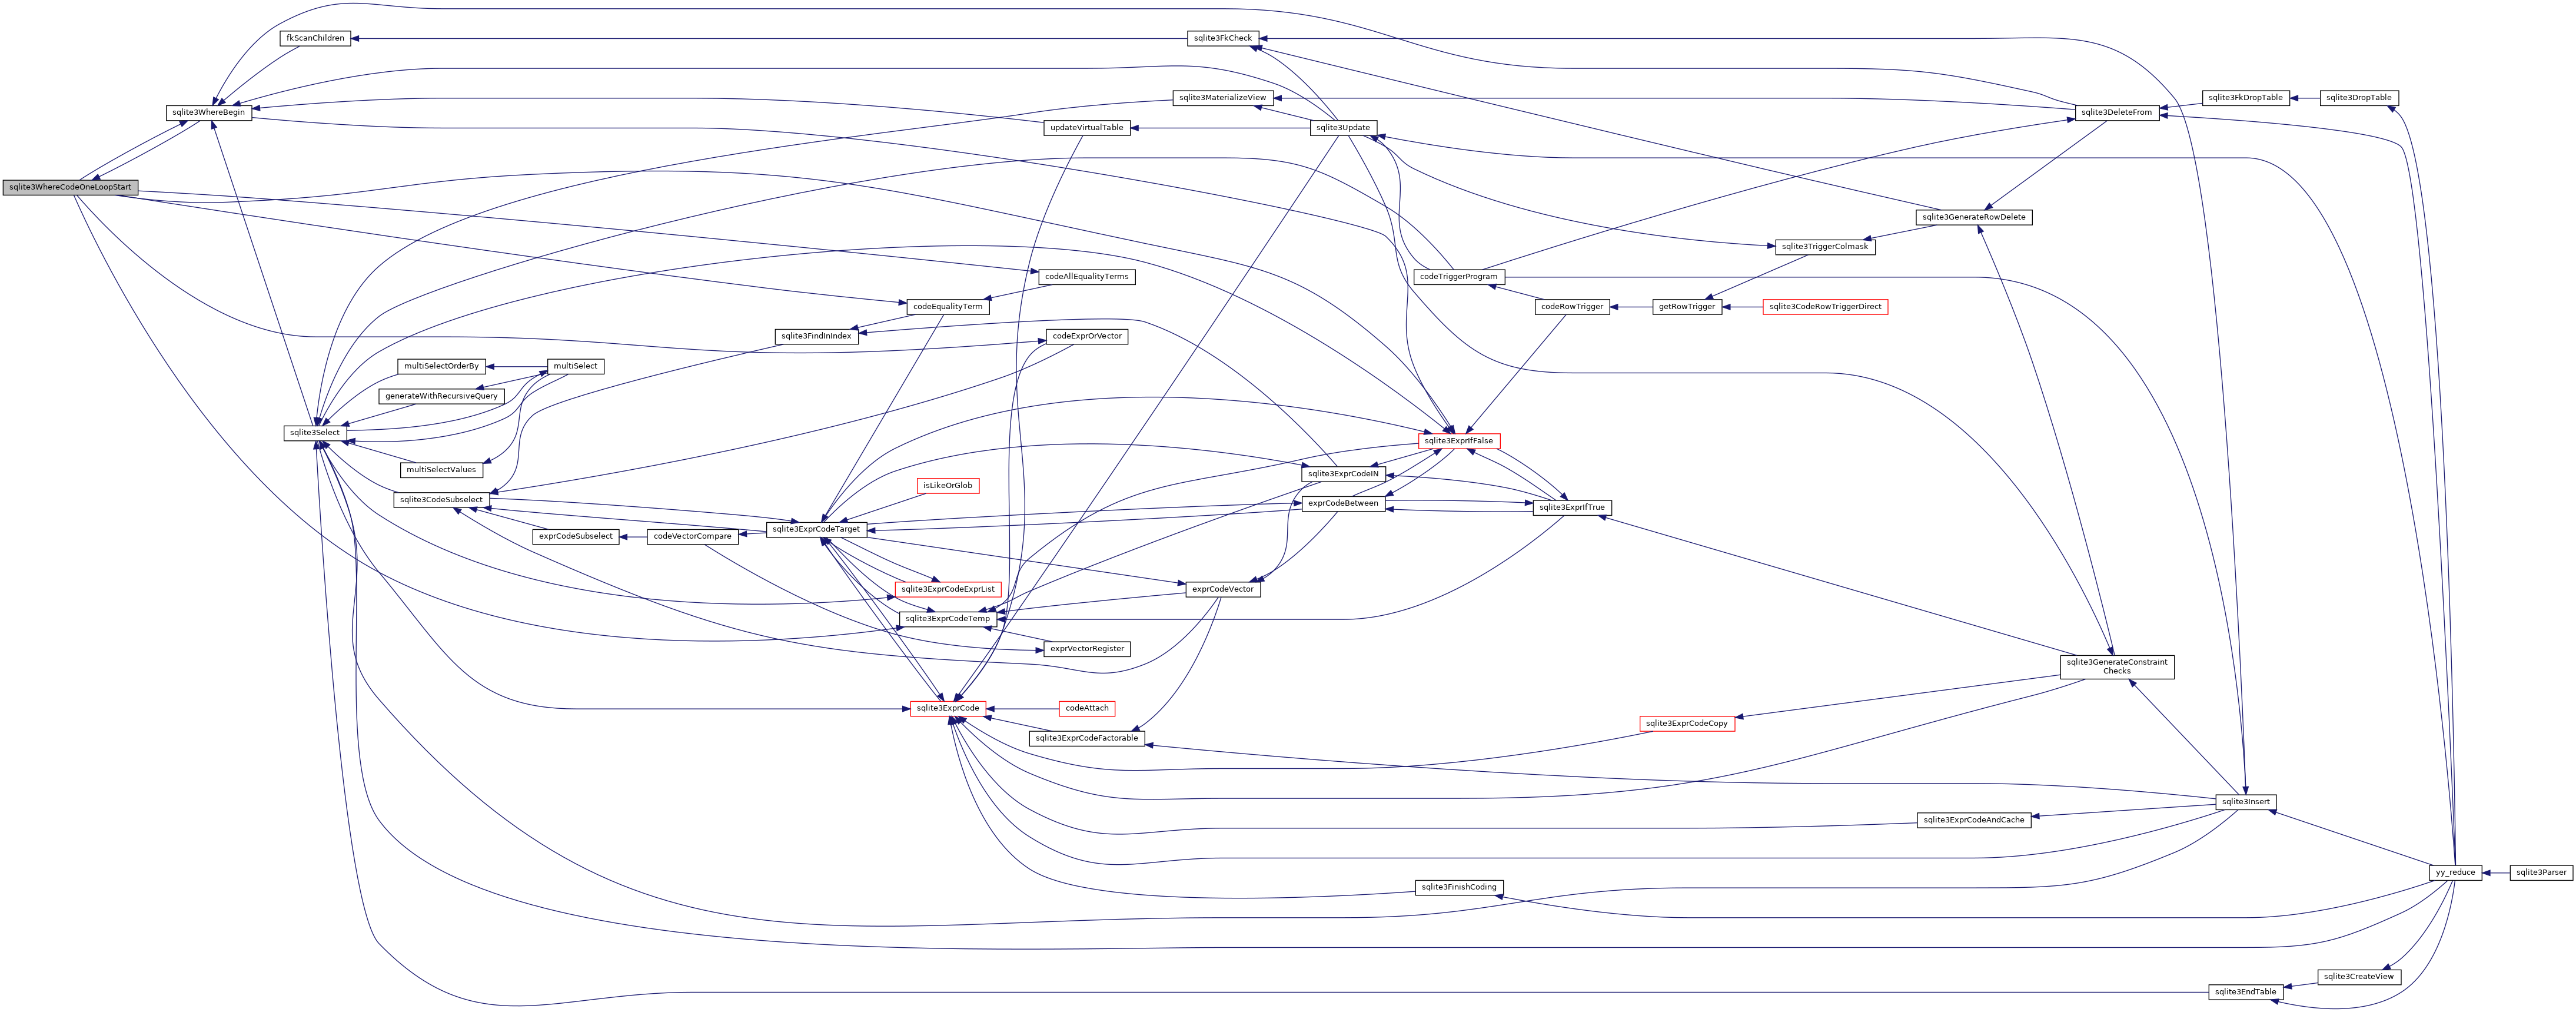 fkScanChildren
sqlite3FkCheck
sqlite3MaterializeView
sqlite3FkDropTable
sqlite3DropTable
sqlite3WhereBegin
updateVirtualTable
sqlite3Update
sqlite3DeleteFrom
sqlite3WhereCodeOneLoopStart
sqlite3GenerateRowDelete
sqlite3TriggerColmask
codeAllEqualityTerms
codeTriggerProgram
codeEqualityTerm
codeRowTrigger
getRowTrigger
sqlite3CodeRowTriggerDirect
sqlite3FindInIndex
codeExprOrVector
multiSelectOrderBy
multiSelect
generateWithRecursiveQuery
sqlite3Select
sqlite3ExprIfFalse
multiSelectValues
sqlite3ExprCodeIN
isLikeOrGlob
sqlite3CodeSubselect
exprCodeBetween
sqlite3ExprIfTrue
sqlite3ExprCodeTarget
exprCodeSubselect
codeVectorCompare
sqlite3ExprCodeExprList
exprCodeVector
sqlite3ExprCodeTemp
exprVectorRegister
sqlite3GenerateConstraint
Checks
sqlite3ExprCode
codeAttach
sqlite3ExprCodeCopy
sqlite3ExprCodeFactorable
sqlite3Insert
sqlite3ExprCodeAndCache
yy_reduce
sqlite3Parser
sqlite3FinishCoding
sqlite3CreateView
sqlite3EndTable